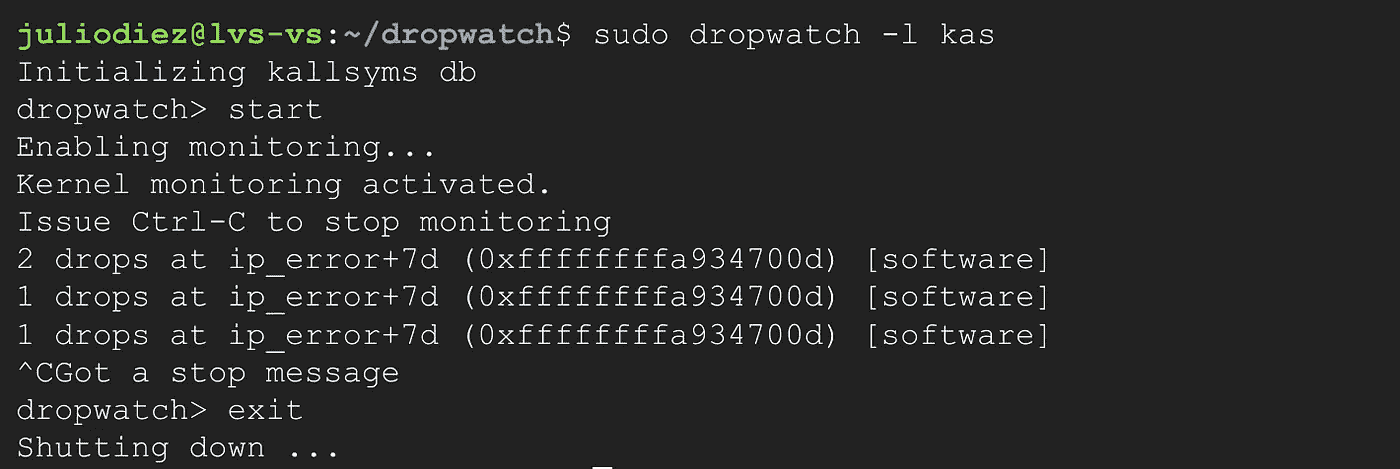 juliodiez@lvs-vs:~/dropwatch$ sudo dropwatch -l kas
Initializing kallsyms db
dropwatch> start
Enabling monitoring...
Kernel monitoring activated.
Issue Ctrl-C to stop monitoring
2 drops at ip_error+7d (0xffffffffa934700d) [software]
1 drops at ip_error+7d (0xffffffffa934700d) [software]
1 drops at ip_error+7d (0xffffffffa934700d) [software]
^CGot a stop message
dropwatch> exit
Shutting down ...